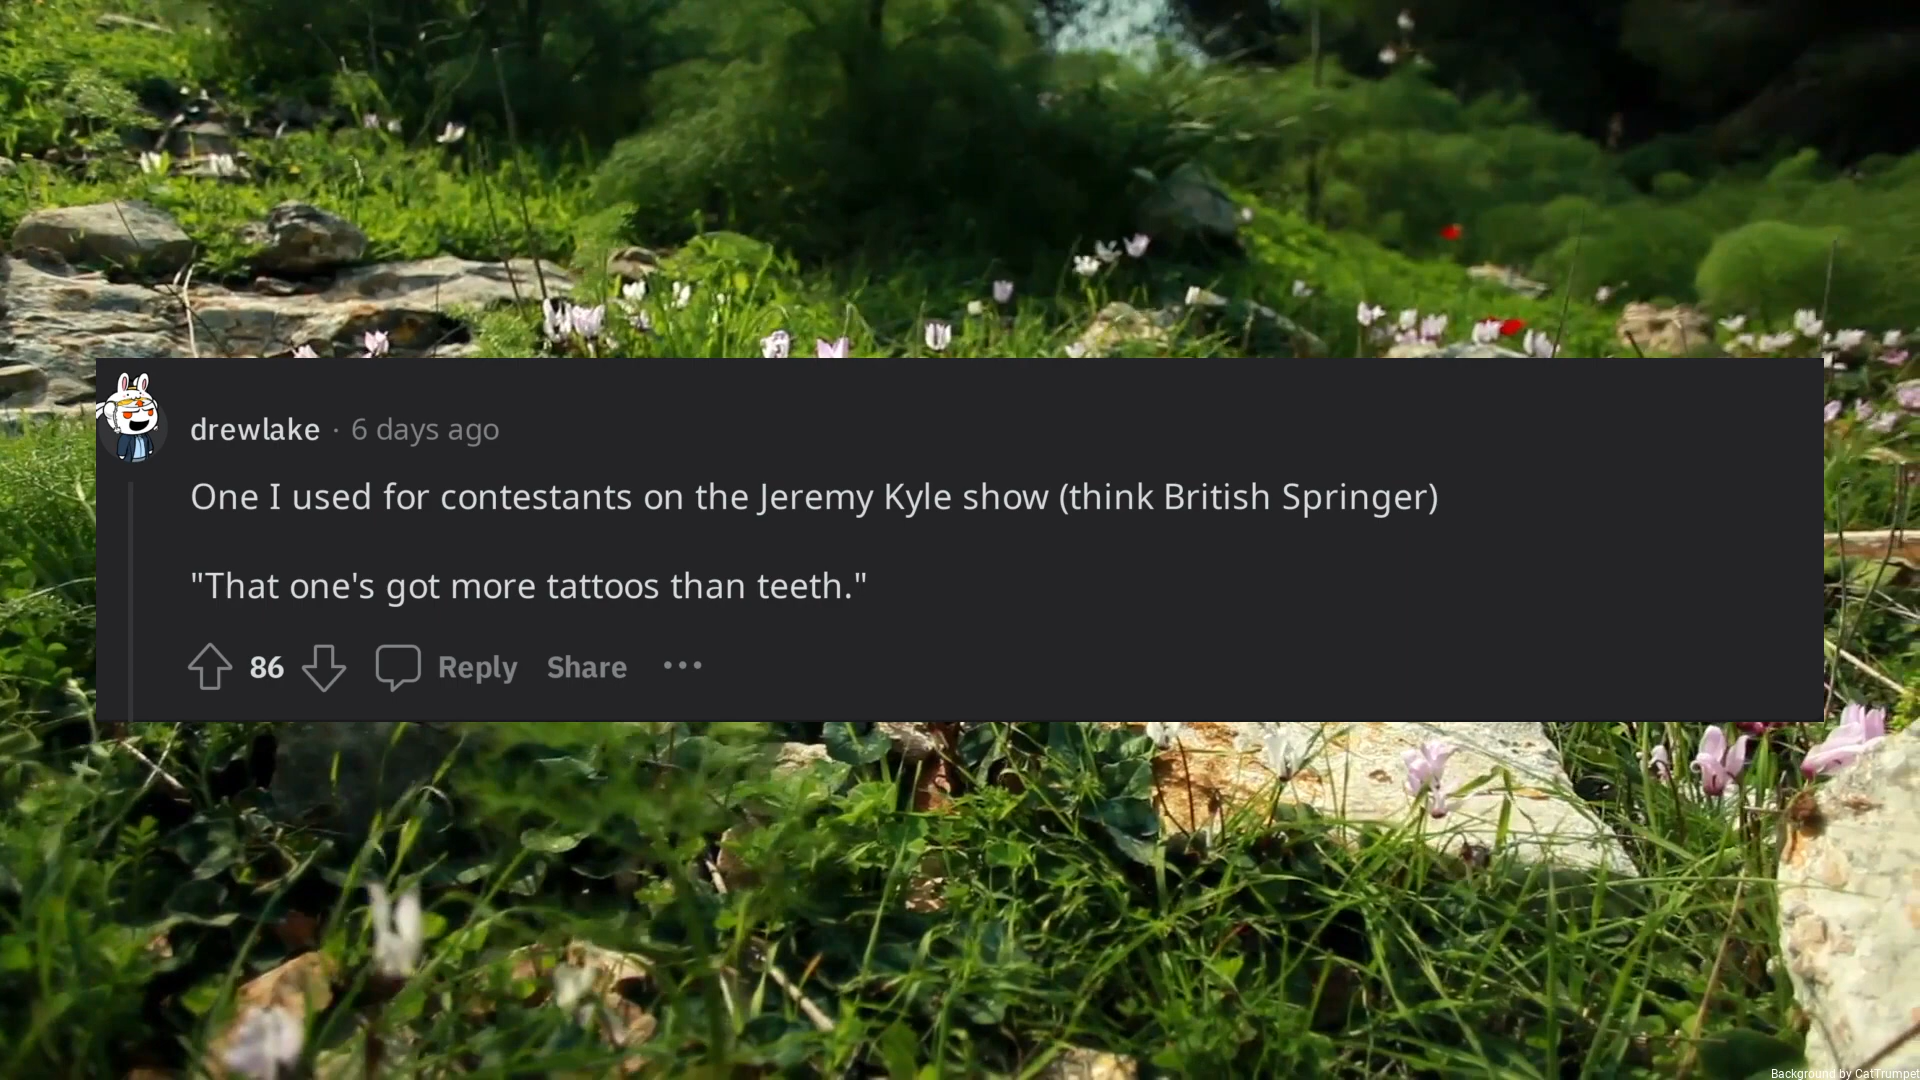 drewlake · 6 days ago
One I used for contestants on the Jeremy Kyle show (think British Springer)
"That one's got more tattoos than teeth."
86 Reply Share ···
Background by CatTrumpet